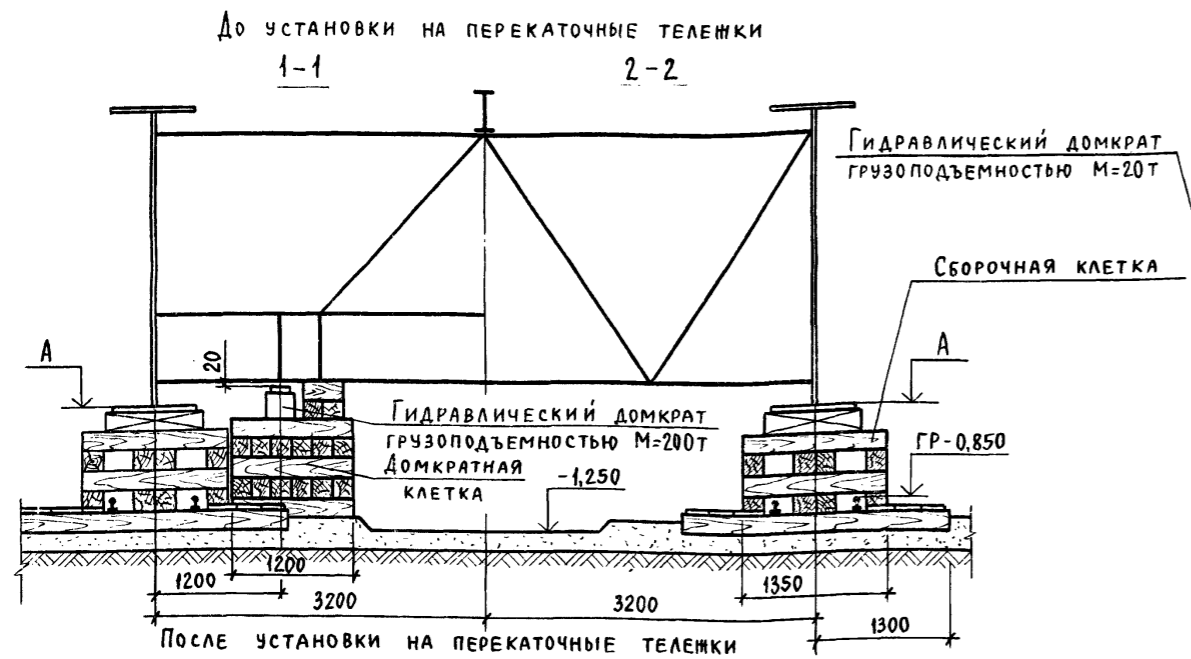 До установки на перекаточные тележки
1-1
2-2
Гидравлический домкрат
грузоподъемностью М=20т
Сборочная клетка
А
20
А
Гидравлический домкрат
грузоподъемностью М=200т
Домкратная
клетка
-1,250
ГР-0,850
1200
1200
3200
3200
1350
1300
После установки на перекаточные тележки